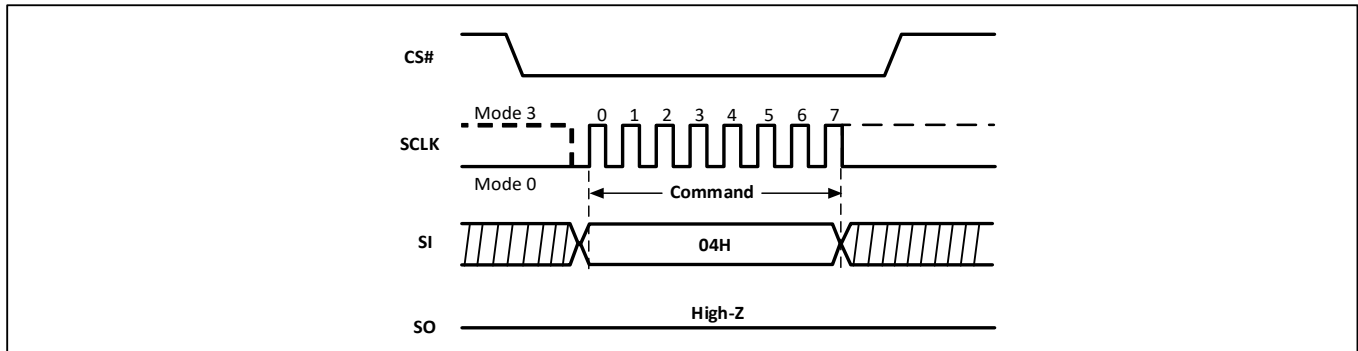 CS#
Mode 3
0 1 2 3 4 5 6 7
SCLK
Mode 0
Command
SI
04H
High-Z
SO